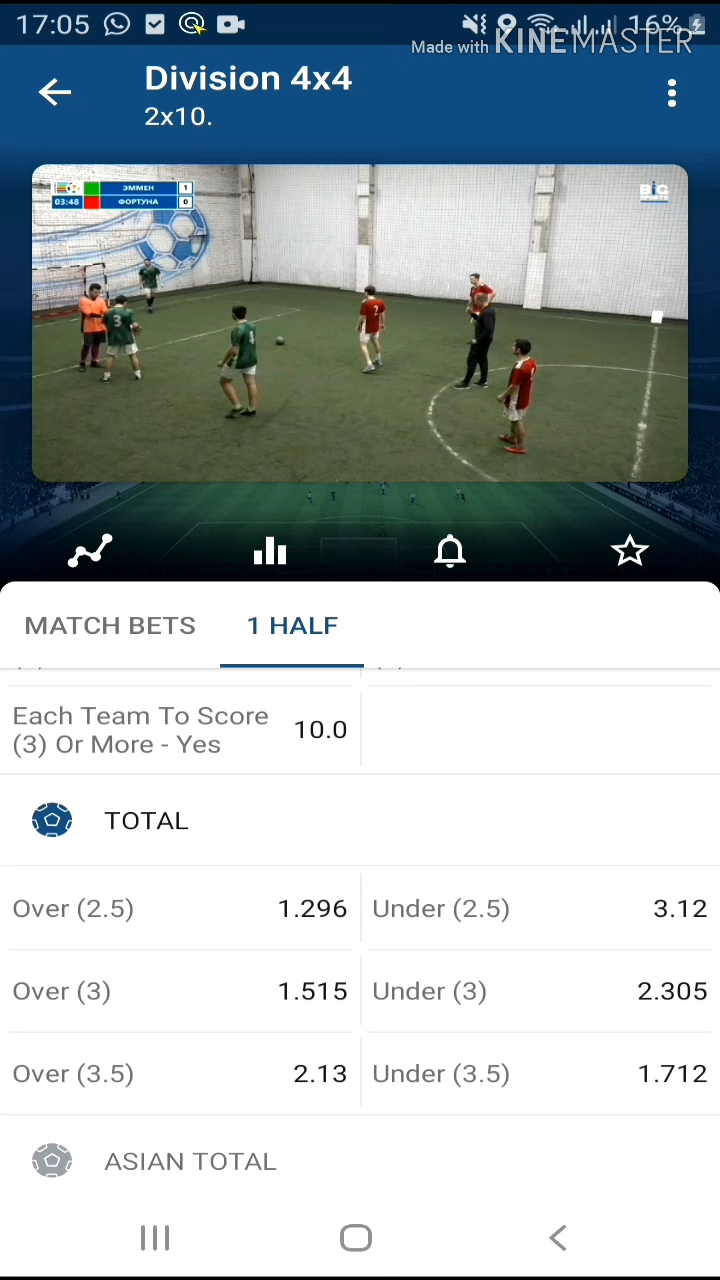 17:05
16%
Made with KINEMASTER
Division 4x4
2x10.
ЭММЕН 1
03:48 ФОРТУНА 0
BIG
MATCH BETS 1 HALF
Each Team To Score 10.0
(3) Or More - Yes
TOTAL
Over (2.5) 1.296 Under (2.5) 3.12
Over (3) 1.515 Under (3) 2.305
Over (3.5) 2.13 Under (3.5) 1.712
ASIAN TOTAL